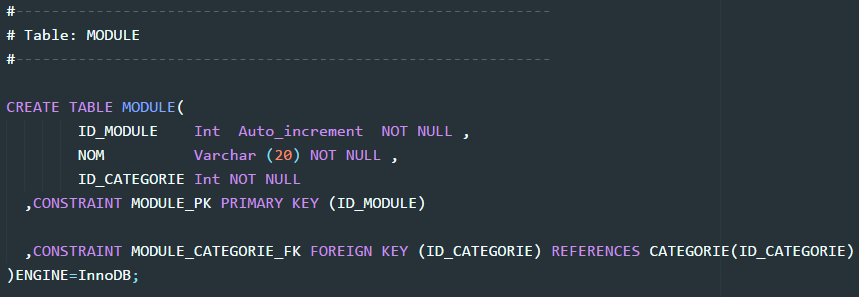 #------------------------------------------------------------
# Table: MODULE
#------------------------------------------------------------
CREATE TABLE MODULE(
        ID_MODULE    Int  Auto_increment  NOT NULL ,
        NOM          Varchar (20) NOT NULL ,
        ID_CATEGORIE Int NOT NULL
  ,CONSTRAINT MODULE_PK PRIMARY KEY (ID_MODULE)
  ,CONSTRAINT MODULE_CATEGORIE_FK FOREIGN KEY (ID_CATEGORIE) REFERENCES CATEGORIE(ID_CATEGORIE)
)ENGINE=InnoDB;